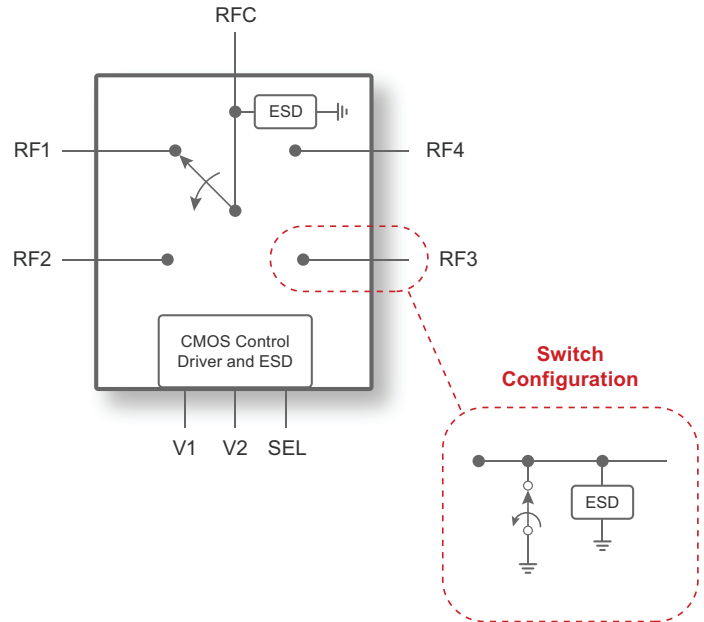 RFC
ESD
RF1
RF4
RF2
RF3
CMOS Control
Driver and ESD
V1 V2 SEL
Switch
Configuration
ESD